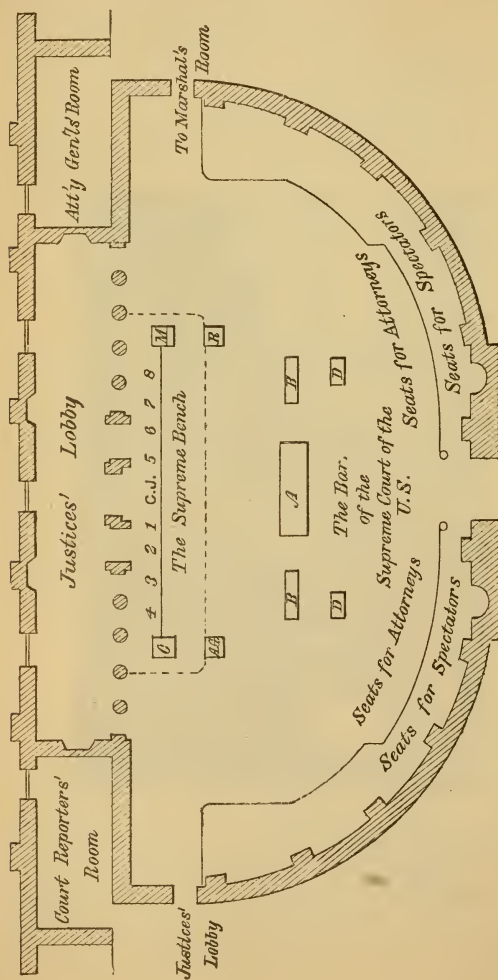 Court Reporters'
Room
Justices' Lobby
Att'y Gen'ls' Room
4 3 2 1 C.J. 5 6 7 8
C
M
The Supreme Bench
R
Justices'
Lobby
To Marshal's
Room
B
A
B
D
D
The Bar.
of the
Supreme Court of the
U.S.
Seats for Attorneys
Seats for Attorneys
Seats for Spectators
Seats for Spectators